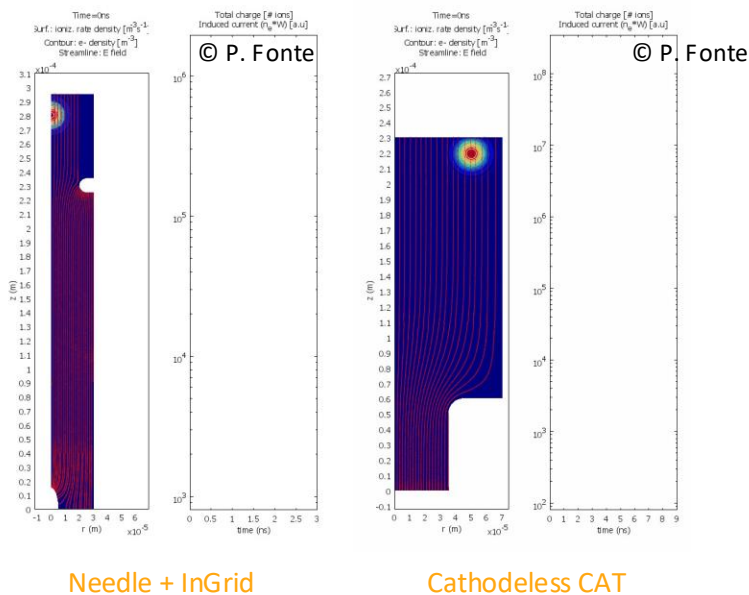 Time=0ns
Surf.: ioniz. rate density [m^-3s^-1
Contour: e- density [m^-3]
Streamline: E field
×10^-4
3.1
3
2.9
2.8
2.7
2.6
2.5
2.4
2.3
2.2
2.1
2
1.9
1.8
1.7
1.6
1.5
1.4
1.3
1.2
1.1
1
0.9
0.8
0.7
0.6
0.5
0.4
0.3
0.2
0.1
0
z (m)
-1 0 1 2 3
r (m)
×10^-5
Total charge [# ions]
Induced current (n_e*W) [a.u]
© P. Fonte
10^6
10^5
10^4
10^3
0 0.5 1 1.5 2 2.5 3
time (ns)
Needle + InGrid
Time=0ns
Surf.: ioniz. rate density [m^-3s^-1
Contour: e- density [m^-3]
Streamline: E field
×10^-4
2.7
2.6
2.5
2.4
2.3
2.2
2.1
2
1.9
1.8
1.7
1.6
1.5
1.4
1.3
1.2
1.1
1
0.9
0.8
0.7
0.6
0.5
0.4
0.3
0.2
0.1
0
-0.1
z (m)
0 1 2 3 4 5 6 7
r (m)
×10^-5
Total charge [# ions]
Induced current (n_e*W) [a.u]
© P. Fonte
10^8
10^7
10^6
10^5
10^4
10^3
10^2
0 1 2 3 4 5 6 7 8 9
time (ns)
Cathodeless CAT